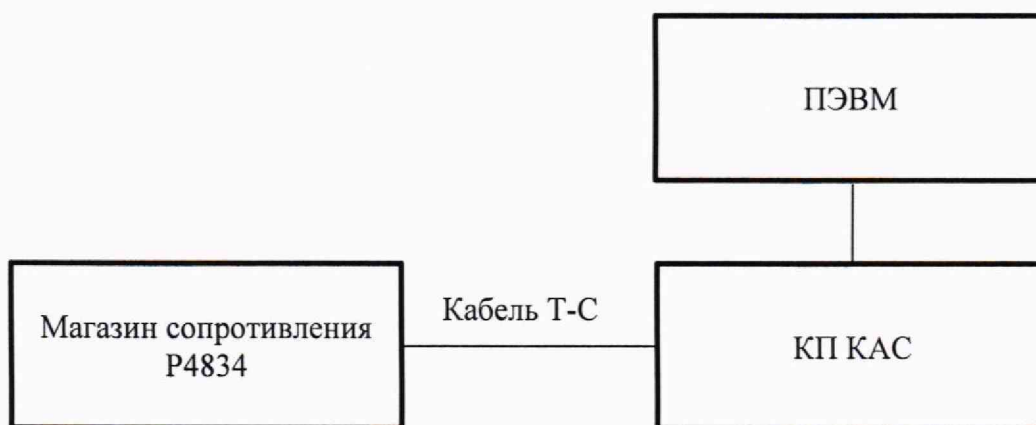 ПЭВМ
Магазин сопротивления
Р4834
Кабель Т-С
КП КАС